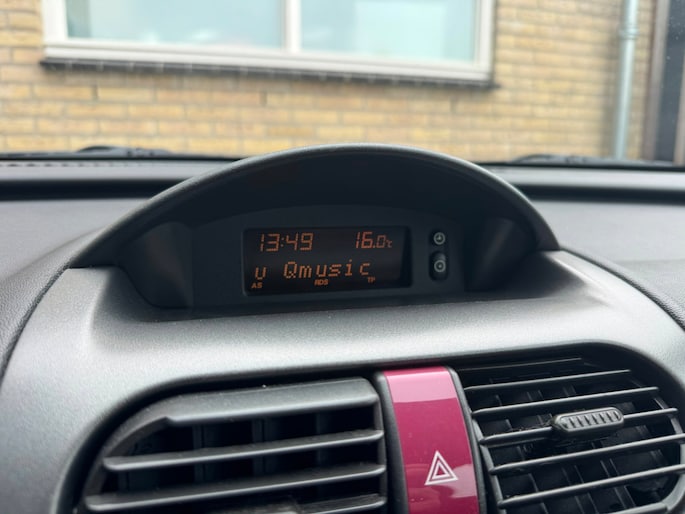 13:49 16.0°C
u Qmusic
AS RDS TP